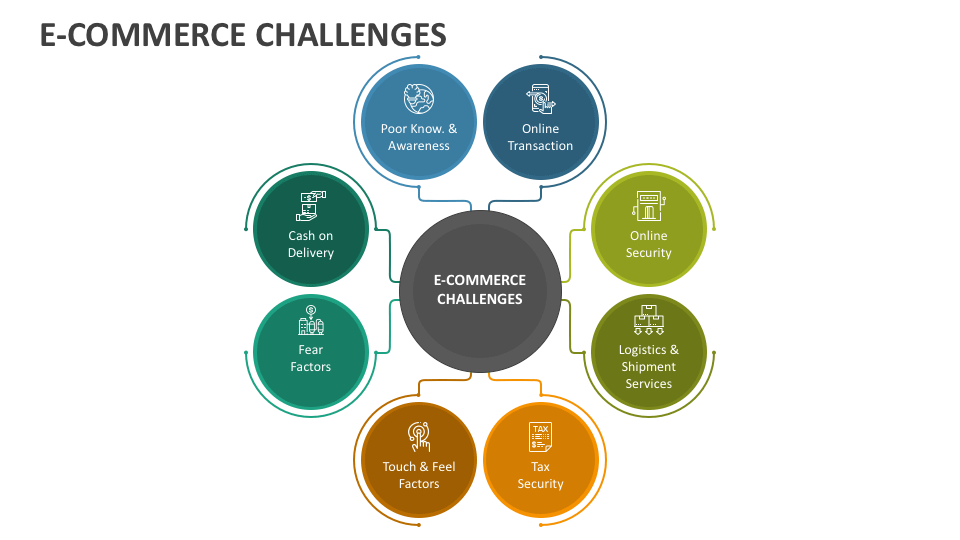 E-COMMERCE CHALLENGES
Poor Know. &
Awareness
Online
Transaction
Cash on
Delivery
Online
Security
E-COMMERCE
CHALLENGES
Fear
Factors
Logistics &
Shipment
Services
Touch & Feel
Factors
TAX
Tax
Security